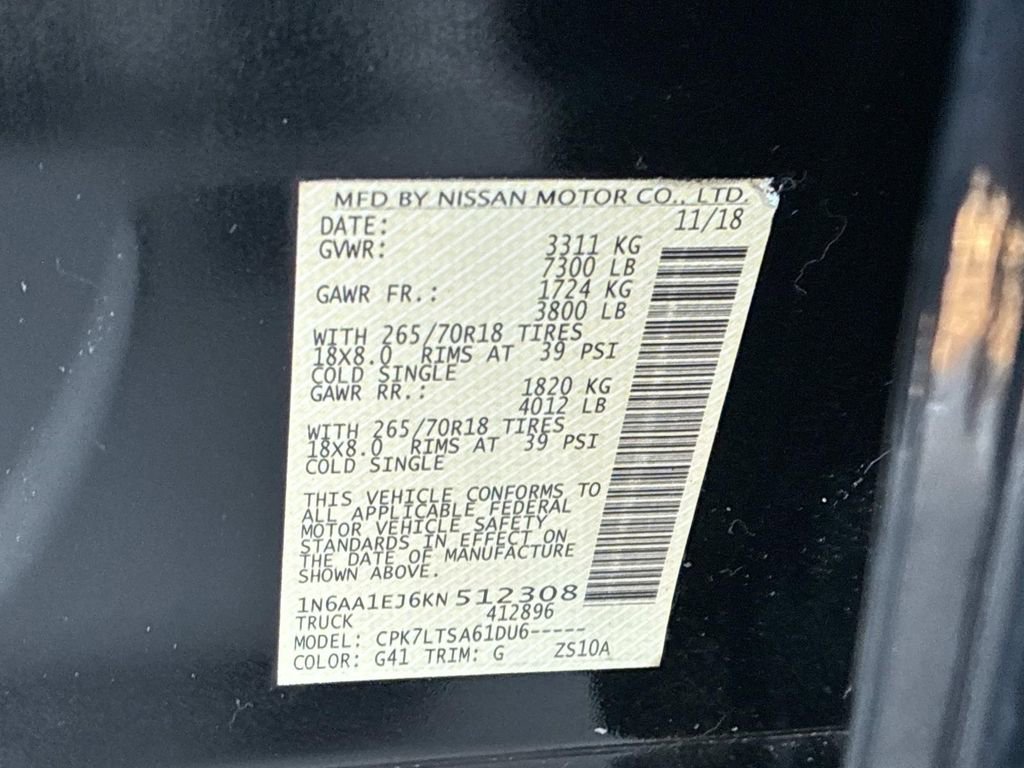 MFD BY NISSAN MOTOR CO., LTD.
DATE: 11/18
GVWR: 3311 KG
7300 LB
GAWR FR.: 1724 KG
3800 LB
WITH 265/70R18 TIRES
18X8.0 RIMS AT 39 PSI
COLD SINGLE
GAWR RR.: 1820 KG
4012 LB
WITH 265/70R18 TIRES
18X8.0 RIMS AT 39 PSI
COLD SINGLE
THIS VEHICLE CONFORMS TO
ALL APPLICABLE FEDERAL
MOTOR VEHICLE SAFETY
STANDARDS IN EFFECT ON
THE DATE OF MANUFACTURE
SHOWN ABOVE.
1N6AA1EJ6KN512308
TRUCK 412896
MODEL: CPK7LTSA61DU6-----
COLOR: G41 TRIM: G ZS10A